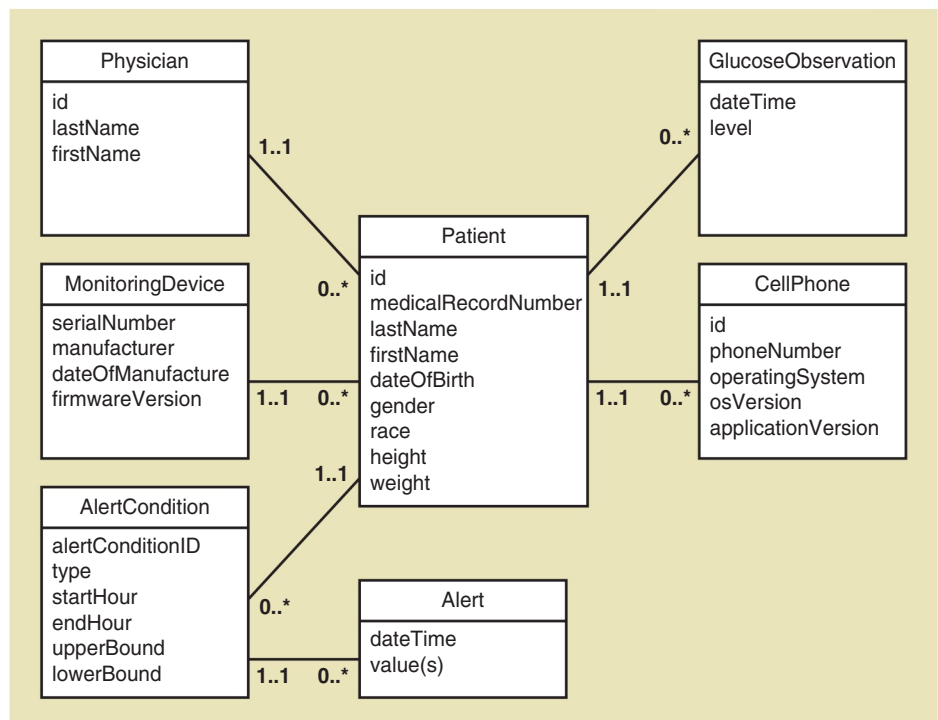 Physician
id
lastName
firstName
1..1
0..*
GlucoseObservation
dateTime
level
0..*
1..1
Patient
id
medicalRecordNumber
lastName
firstName
dateOfBirth
gender
race
height
weight
MonitoringDevice
serialNumber
manufacturer
dateOfManufacture
firmwareVersion
1..1 0..*
CellPhone
id
phoneNumber
operatingSystem
osVersion
applicationVersion
1..1 0..*
1..1
0..*
AlertCondition
alertConditionID
type
startHour
endHour
upperBound
lowerBound
1..1 0..*
Alert
dateTime
value(s)